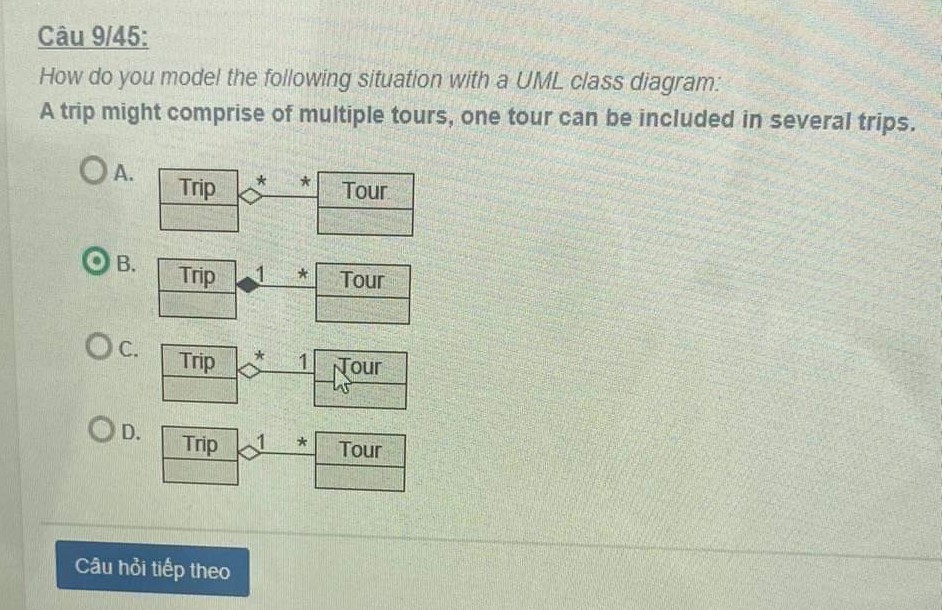 Câu 9/45:
How do you model the following situation with a UML class diagram:
A trip might comprise of multiple tours, one tour can be included in several trips.
A. Trip * * Tour
B. Trip 1 * Tour
C. Trip * 1 Tour
D. Trip 1 * Tour
Câu hỏi tiếp theo